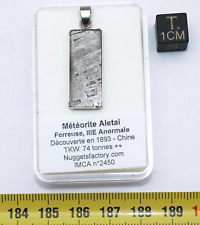 T
1CM
Météorite Aletai
Ferreuse, IIIE Anormale
Découverte en 1893 - Chine
TKW: 74 tonnes ++
Nuggetsfactory.com
IMCA n°2450
184 185 186 187 188 189